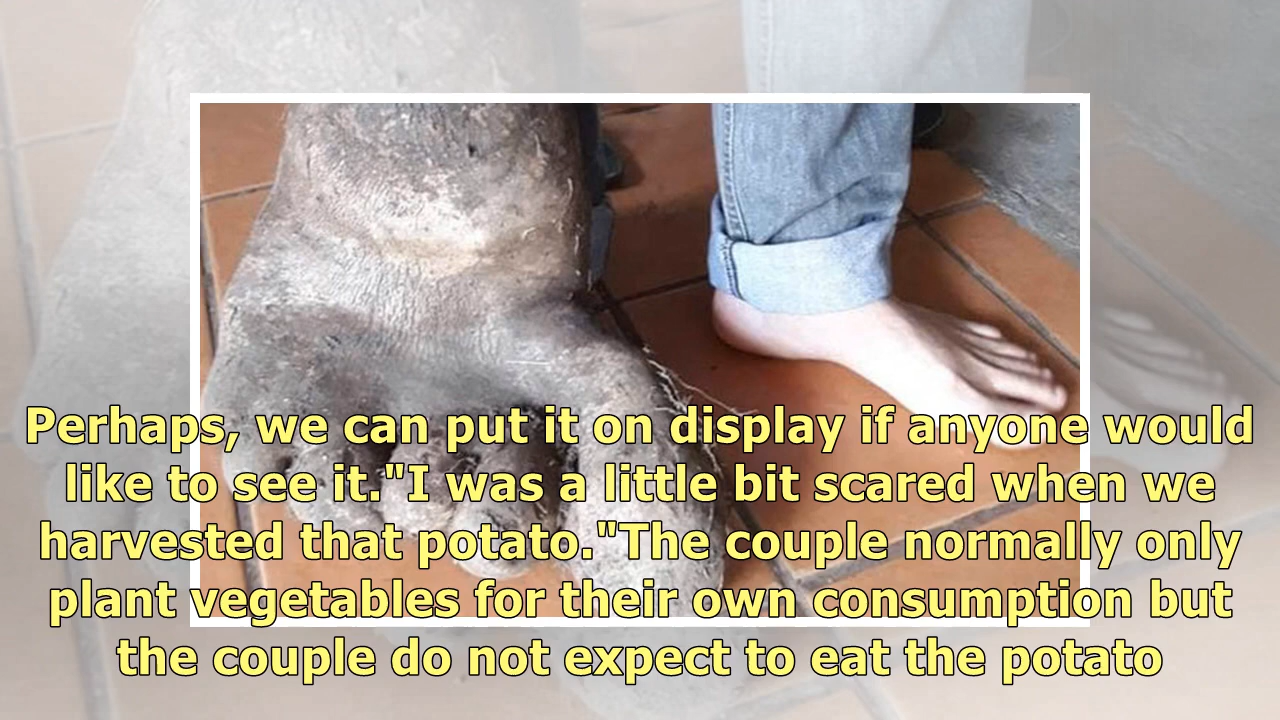 Perhaps, we can put it on display if anyone would
like to see it."I was a little bit scared when we
harvested that potato."The couple normally only
plant vegetables for their own consumption but
the couple do not expect to eat the potato